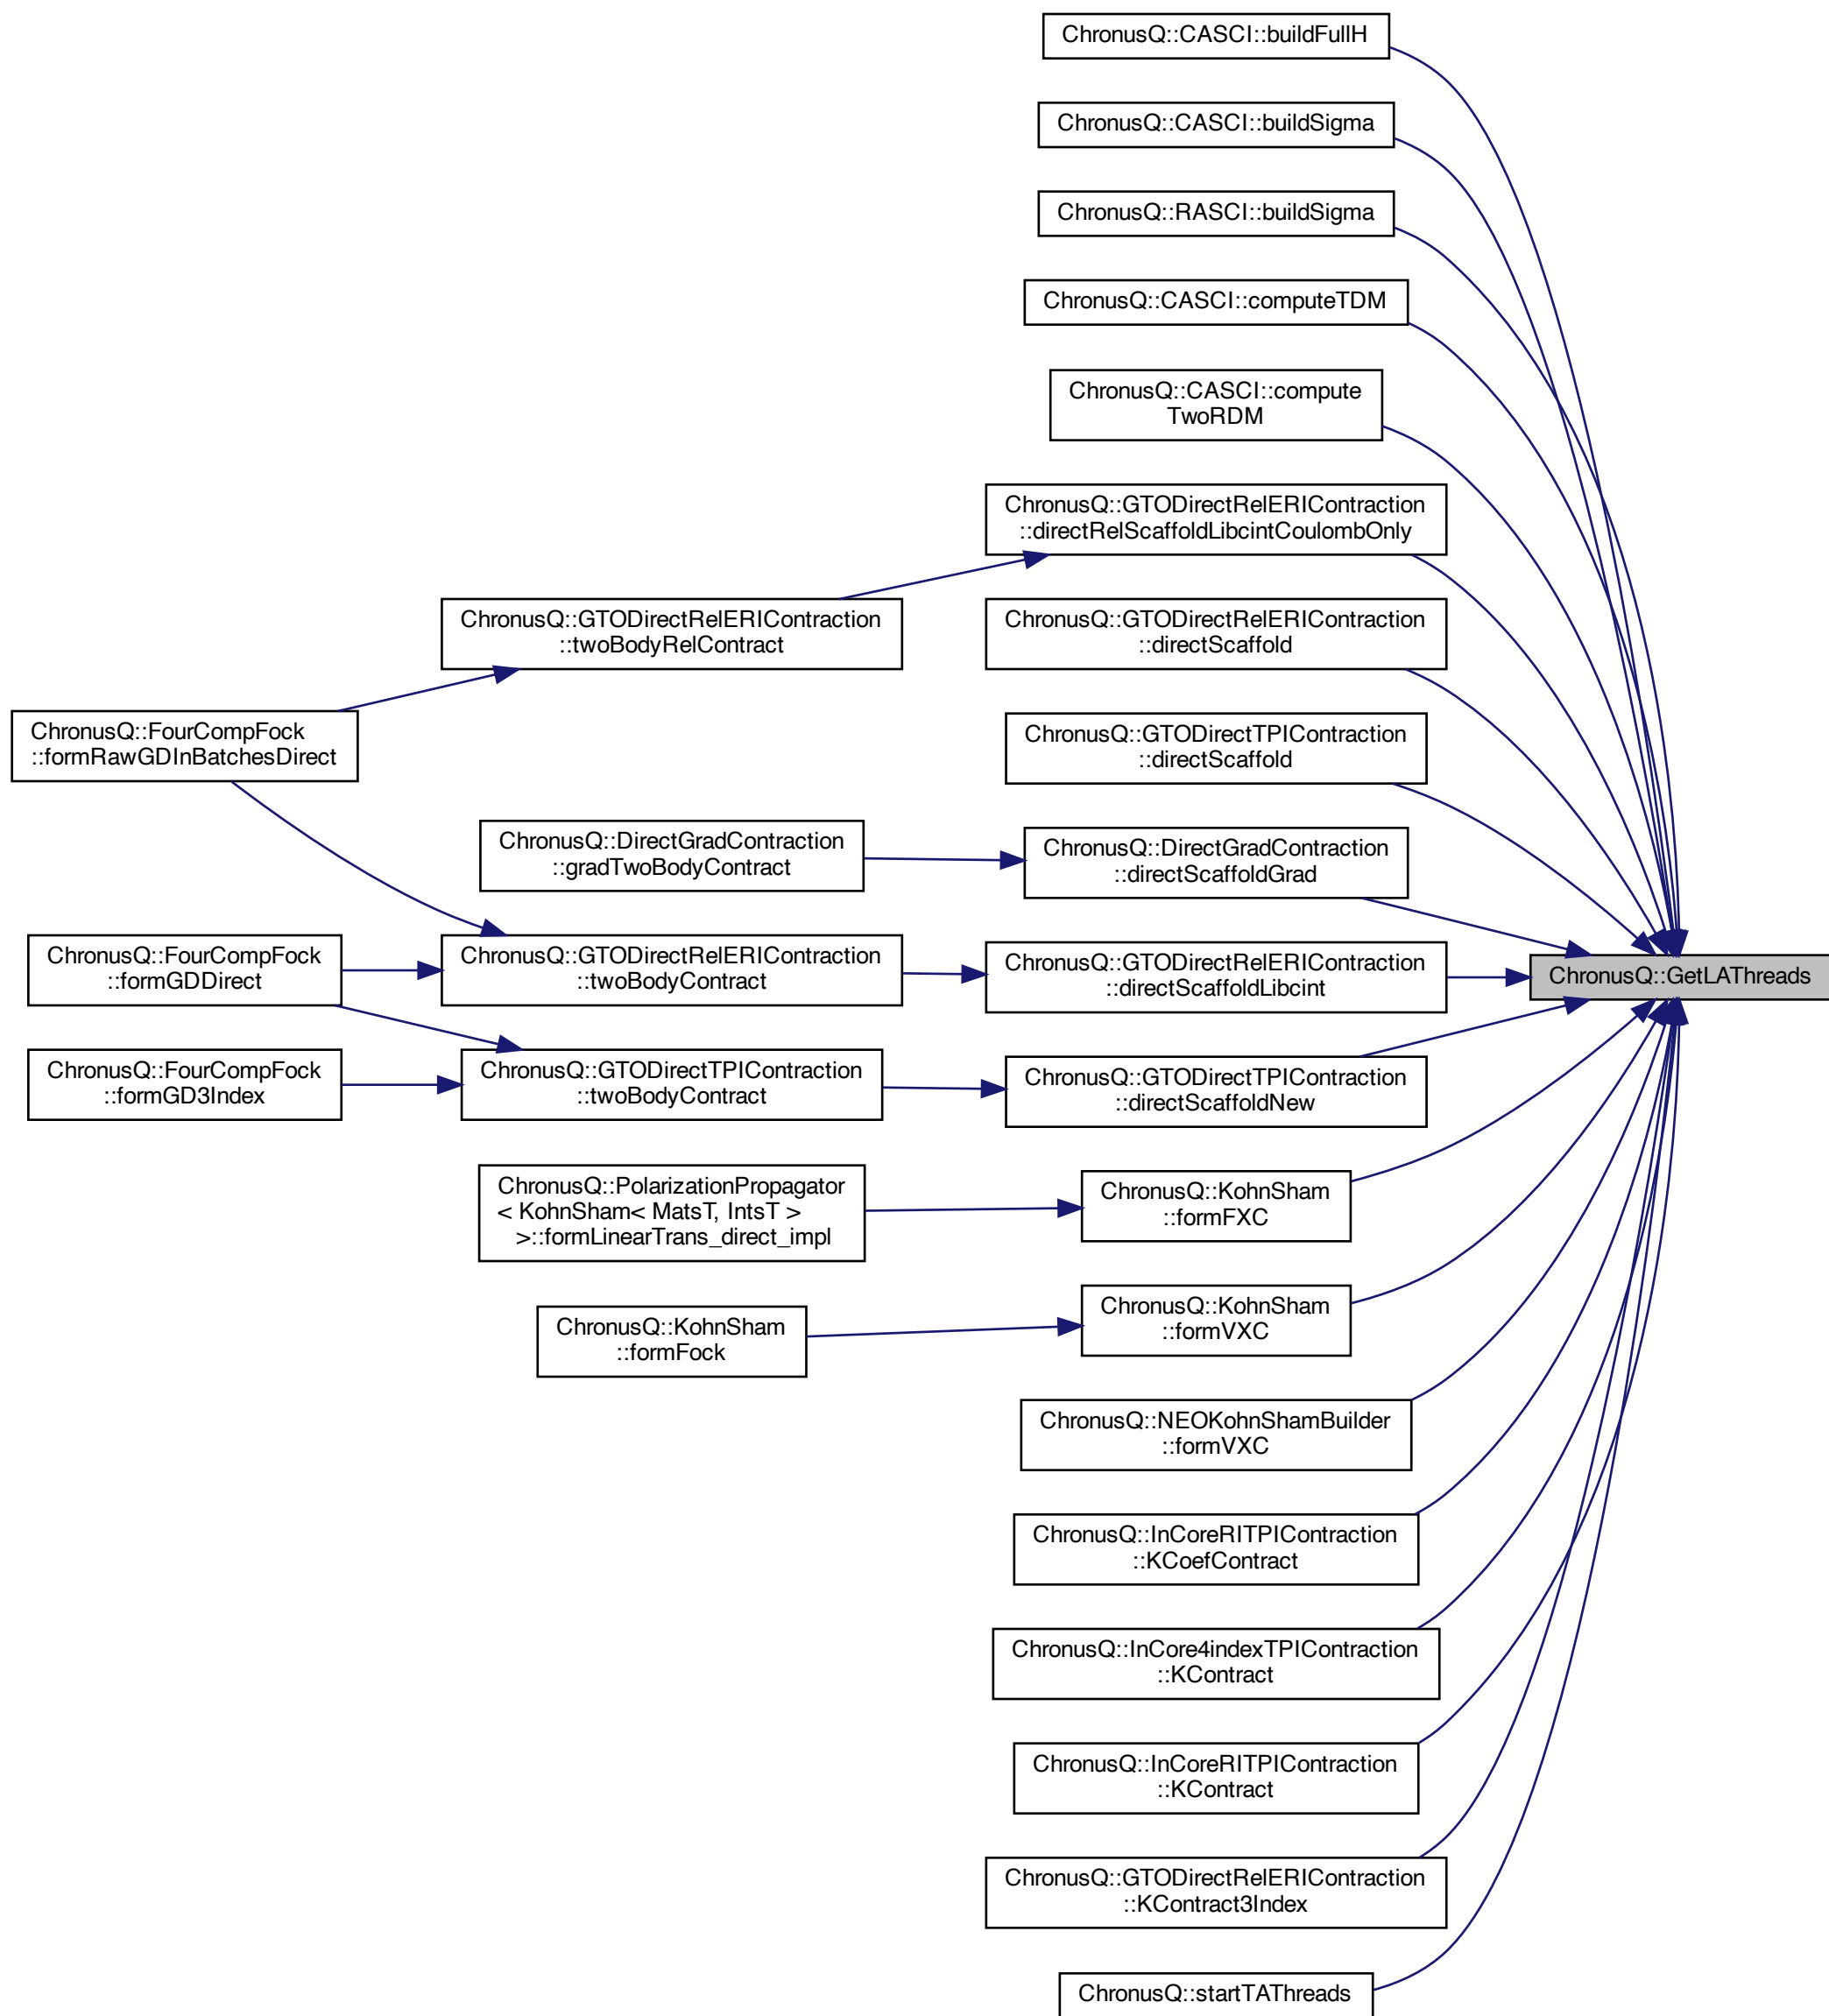 ChronusQ::CASCI::buildFullH
ChronusQ::CASCI::buildSigma
ChronusQ::RASCI::buildSigma
ChronusQ::CASCI::computeTDM
ChronusQ::CASCI::compute
TwoRDM
ChronusQ::GTODirectRelERIContraction
::directRelScaffoldLibcintCoulombOnly
ChronusQ::GTODirectRelERIContraction
::twoBodyRelContract
ChronusQ::GTODirectRelERIContraction
::directScaffold
ChronusQ::FourCompFock
::formRawGDInBatchesDirect
ChronusQ::GTODirectTPIContraction
::directScaffold
ChronusQ::DirectGradContraction
::gradTwoBodyContract
ChronusQ::DirectGradContraction
::directScaffoldGrad
ChronusQ::FourCompFock
::formGDDirect
ChronusQ::GTODirectRelERIContraction
::twoBodyContract
ChronusQ::GTODirectRelERIContraction
::directScaffoldLibcint
ChronusQ::GetLAThreads
ChronusQ::FourCompFock
::formGD3Index
ChronusQ::GTODirectTPIContraction
::twoBodyContract
ChronusQ::GTODirectTPIContraction
::directScaffoldNew
ChronusQ::PolarizationPropagator
< KohnSham< MatsT, IntsT >
>::formLinearTrans_direct_impl
ChronusQ::KohnSham
::formFXC
ChronusQ::KohnSham
::formFock
ChronusQ::KohnSham
::formVXC
ChronusQ::NEOKohnShamBuilder
::formVXC
ChronusQ::InCoreRITPIContraction
::KCoefContract
ChronusQ::InCore4indexTPIContraction
::KContract
ChronusQ::InCoreRITPIContraction
::KContract
ChronusQ::GTODirectRelERIContraction
::KContract3Index
ChronusQ::startTAThreads